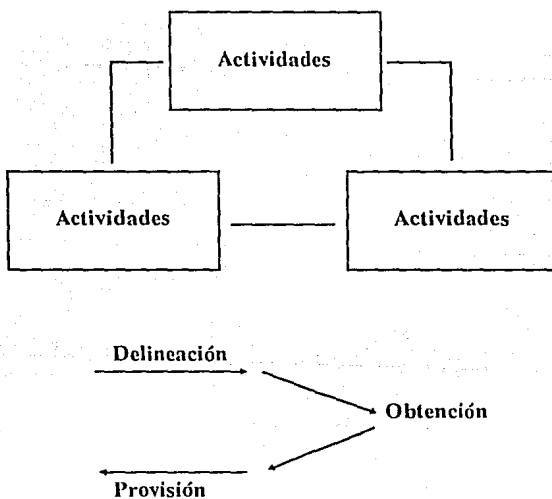 Actividades
Actividades
Actividades
Delineación
Obtención
Provisión